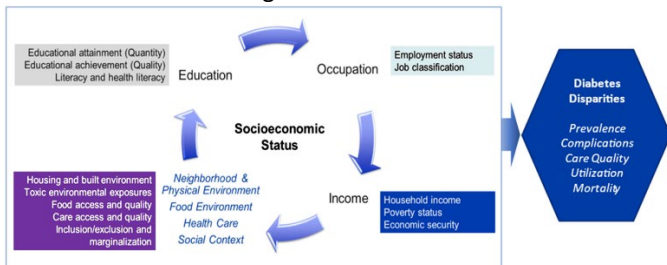 Educational attainment (Quantity)
Educational achievement (Quality)
Literacy and health literacy
Education
Occupation
Employment status
Job classification
Socioeconomic
Status
Housing and built environment
Toxic environmental exposures
Food access and quality
Care access and quality
Inclusion/exclusion and
marginalization
Neighborhood &
Physical Environment
Food Environment
Health Care
Social Context
Income
Household income
Poverty status
Economic security
Diabetes
Disparities
Prevalence
Complications
Care Quality
Utilization
Mortality